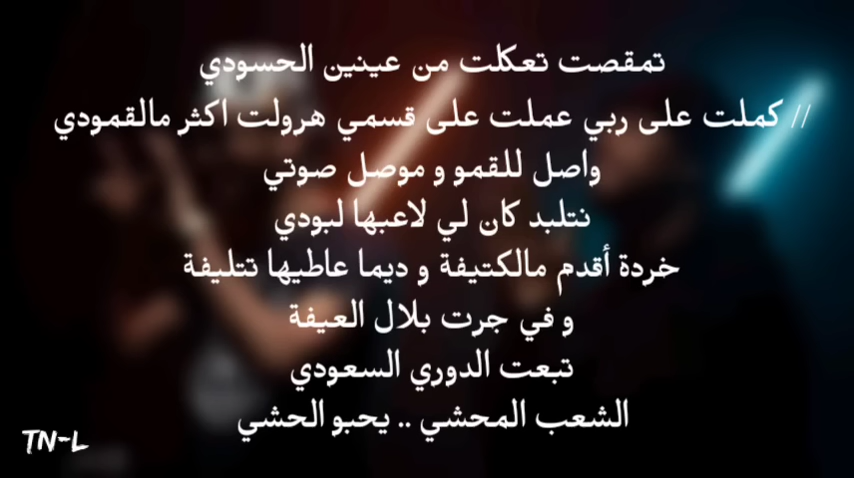 تمقصت تعكلت من عينين الحسودي
// كملت على ربي عملت على قسمي هرولت اكثر مالقمودي
واصل للقمو و موصل صوتي
نتلبد كان لي لاعبها لبودي
خردة أقدم مالكتيفة و ديما عاطيها تتليفة
و في جرت بلال العيفة
تبعت الدوري السعودي
الشعب المحشي .. يحبو الحشي
TN-L